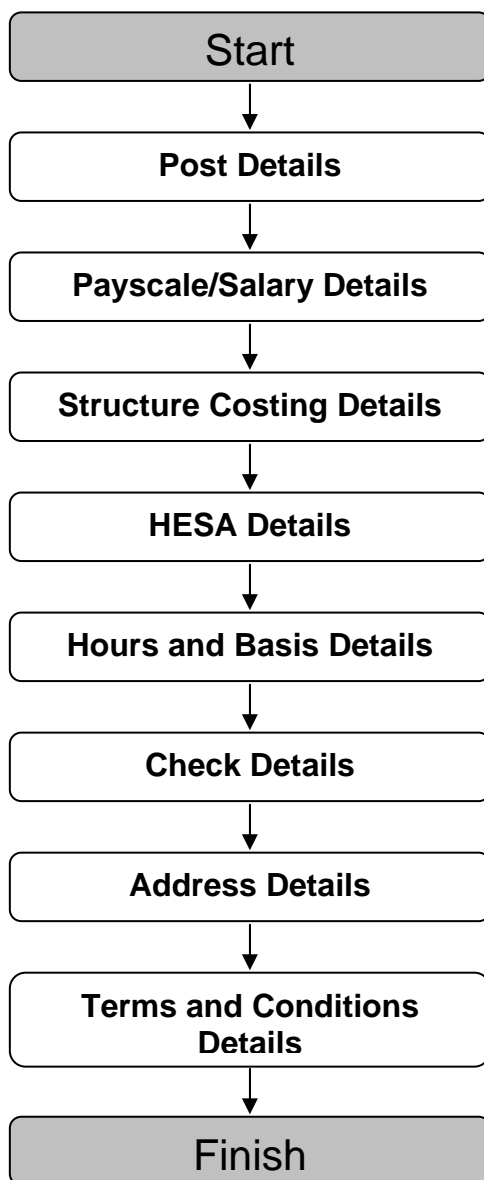 Start
Post Details
Payscale/Salary Details
Structure Costing Details
HESA Details
Hours and Basis Details
Check Details
Address Details
Terms and Conditions
Details
Finish